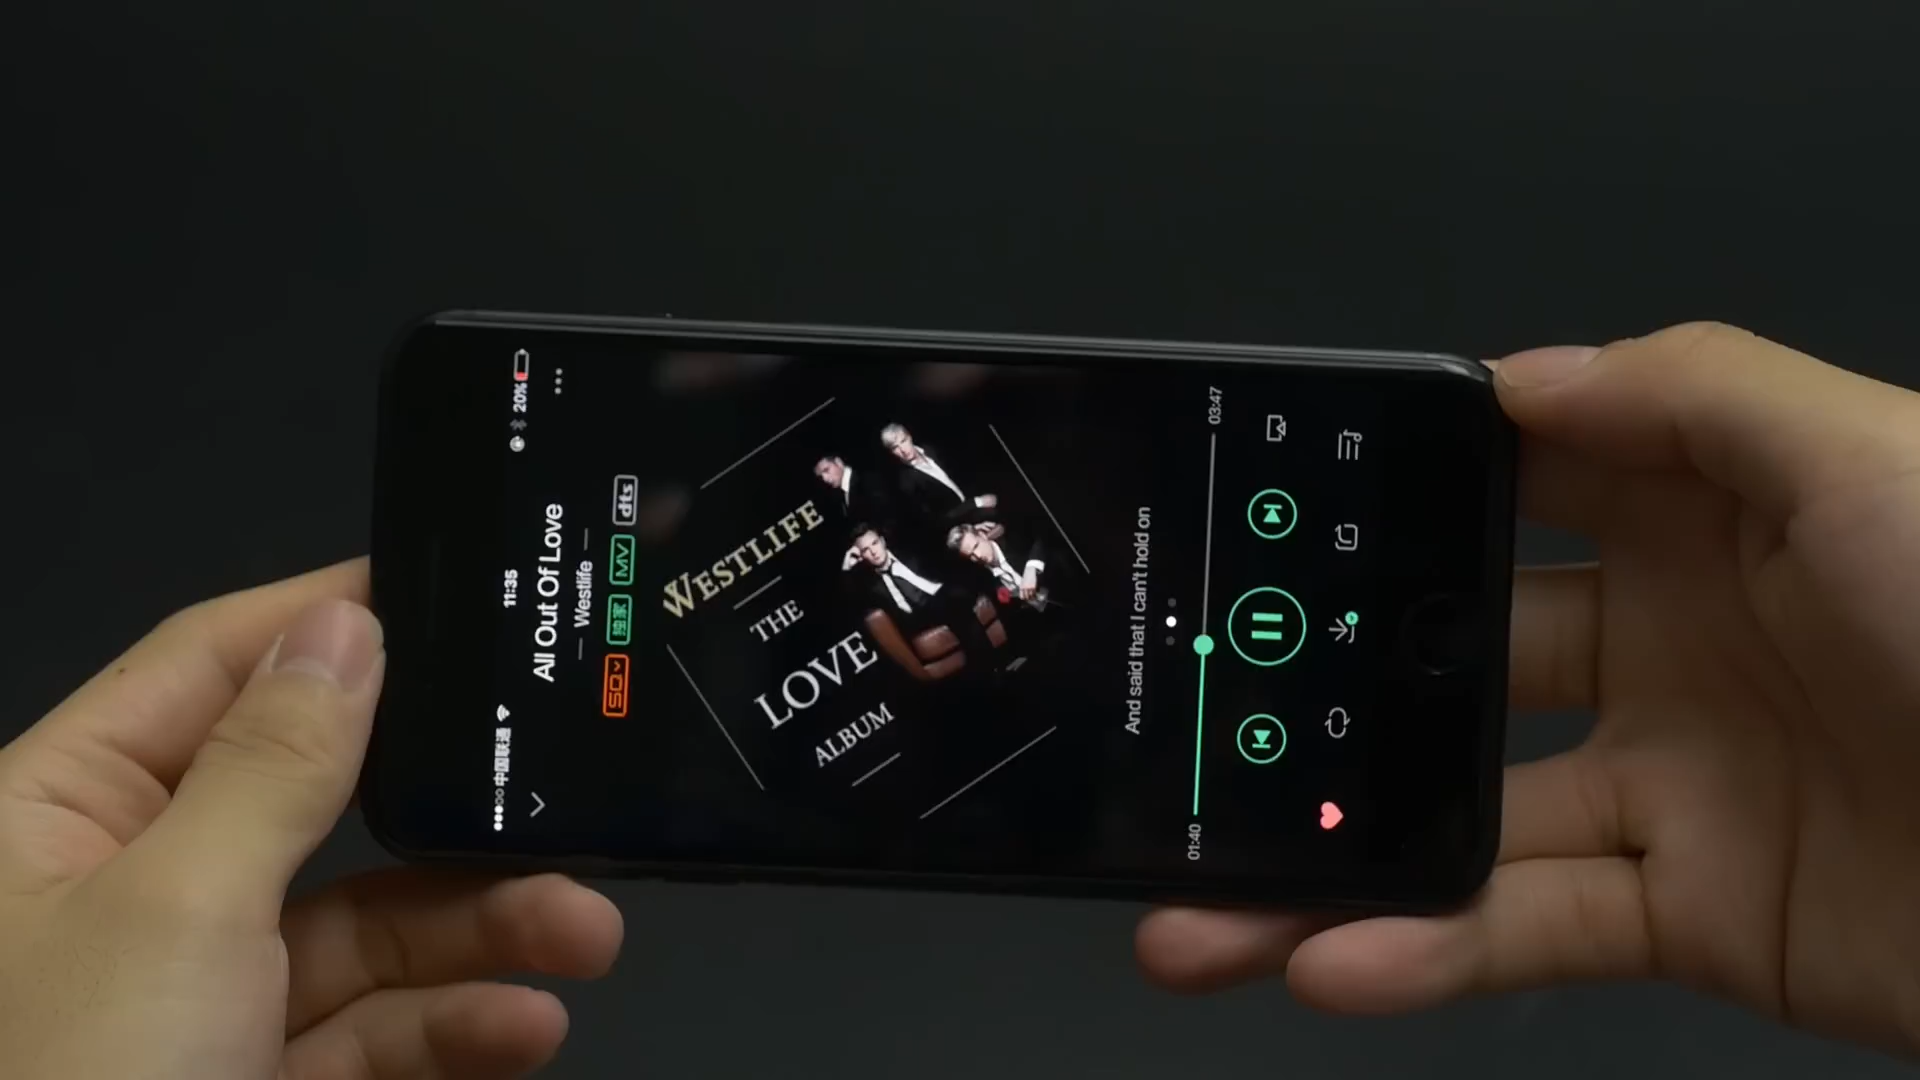 中国联通 11:35 20%
All Out Of Love
Westlife
SQ 独家 MV dts
WESTLIFE
THE
LOVE
ALBUM
And said that I can't hold on
01:40 03:47